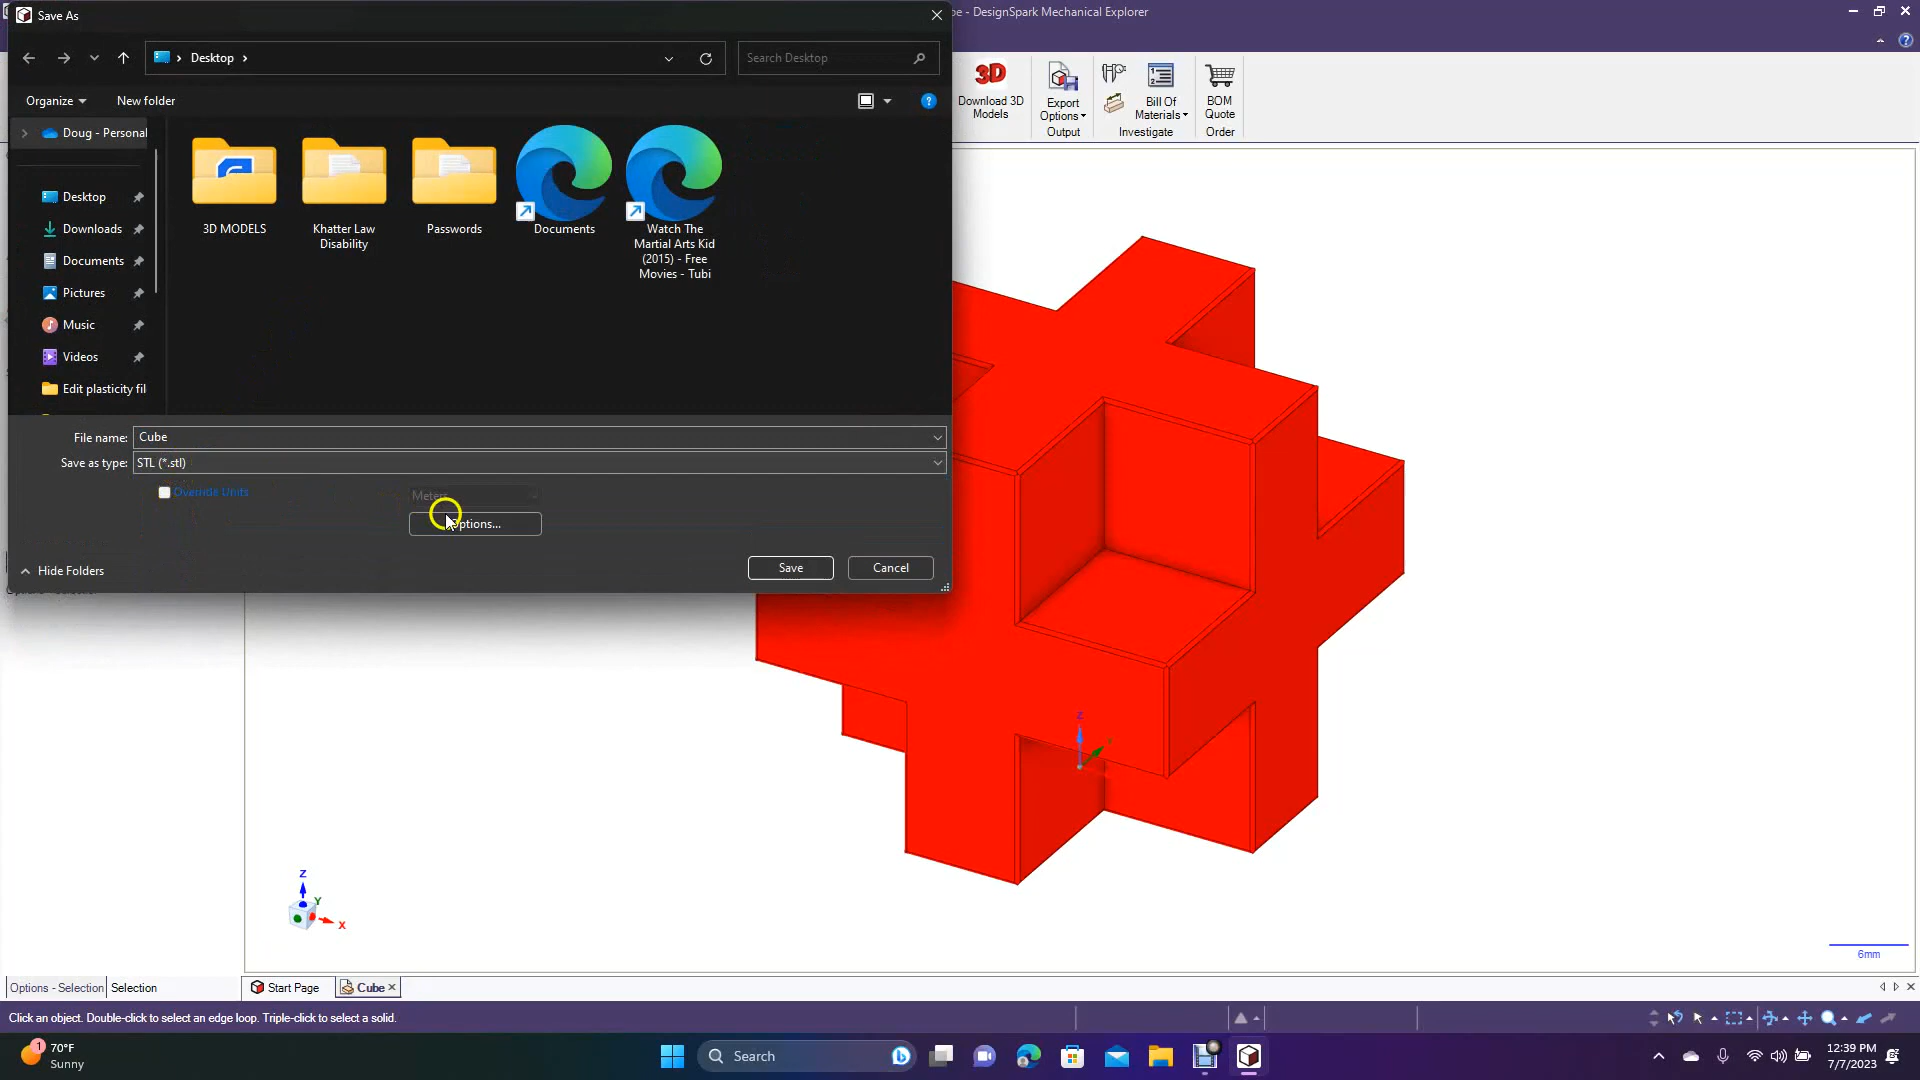 Save As
be - DesignSpark Mechanical Explorer
Desktop
Search Desktop
Organize
New folder
Download 3D
Models
3D
Export
Options
Output
Bill Of
Materials
Investigate
BOM
Quote
Order
Doug - Personal
Desktop
Downloads
Documents
Pictures
Music
Videos
Edit plasticity fil
3D MODELS
Khatter Law
Disability
Passwords
Documents
Watch The
Martial Arts Kid
(2015) - Free
Movies - Tubi
File name: Cube
Save as type: STL (*.stl)
Override Units
Options...
Hide Folders
Save
Cancel
Z
Z
Y
X
6mm
Options - Selection
Selection
Start Page
Cube
Click an object. Double-click to select an edge loop. Triple-click to select a solid.
1
70°F
Sunny
Search
12:39 PM
7/7/2023